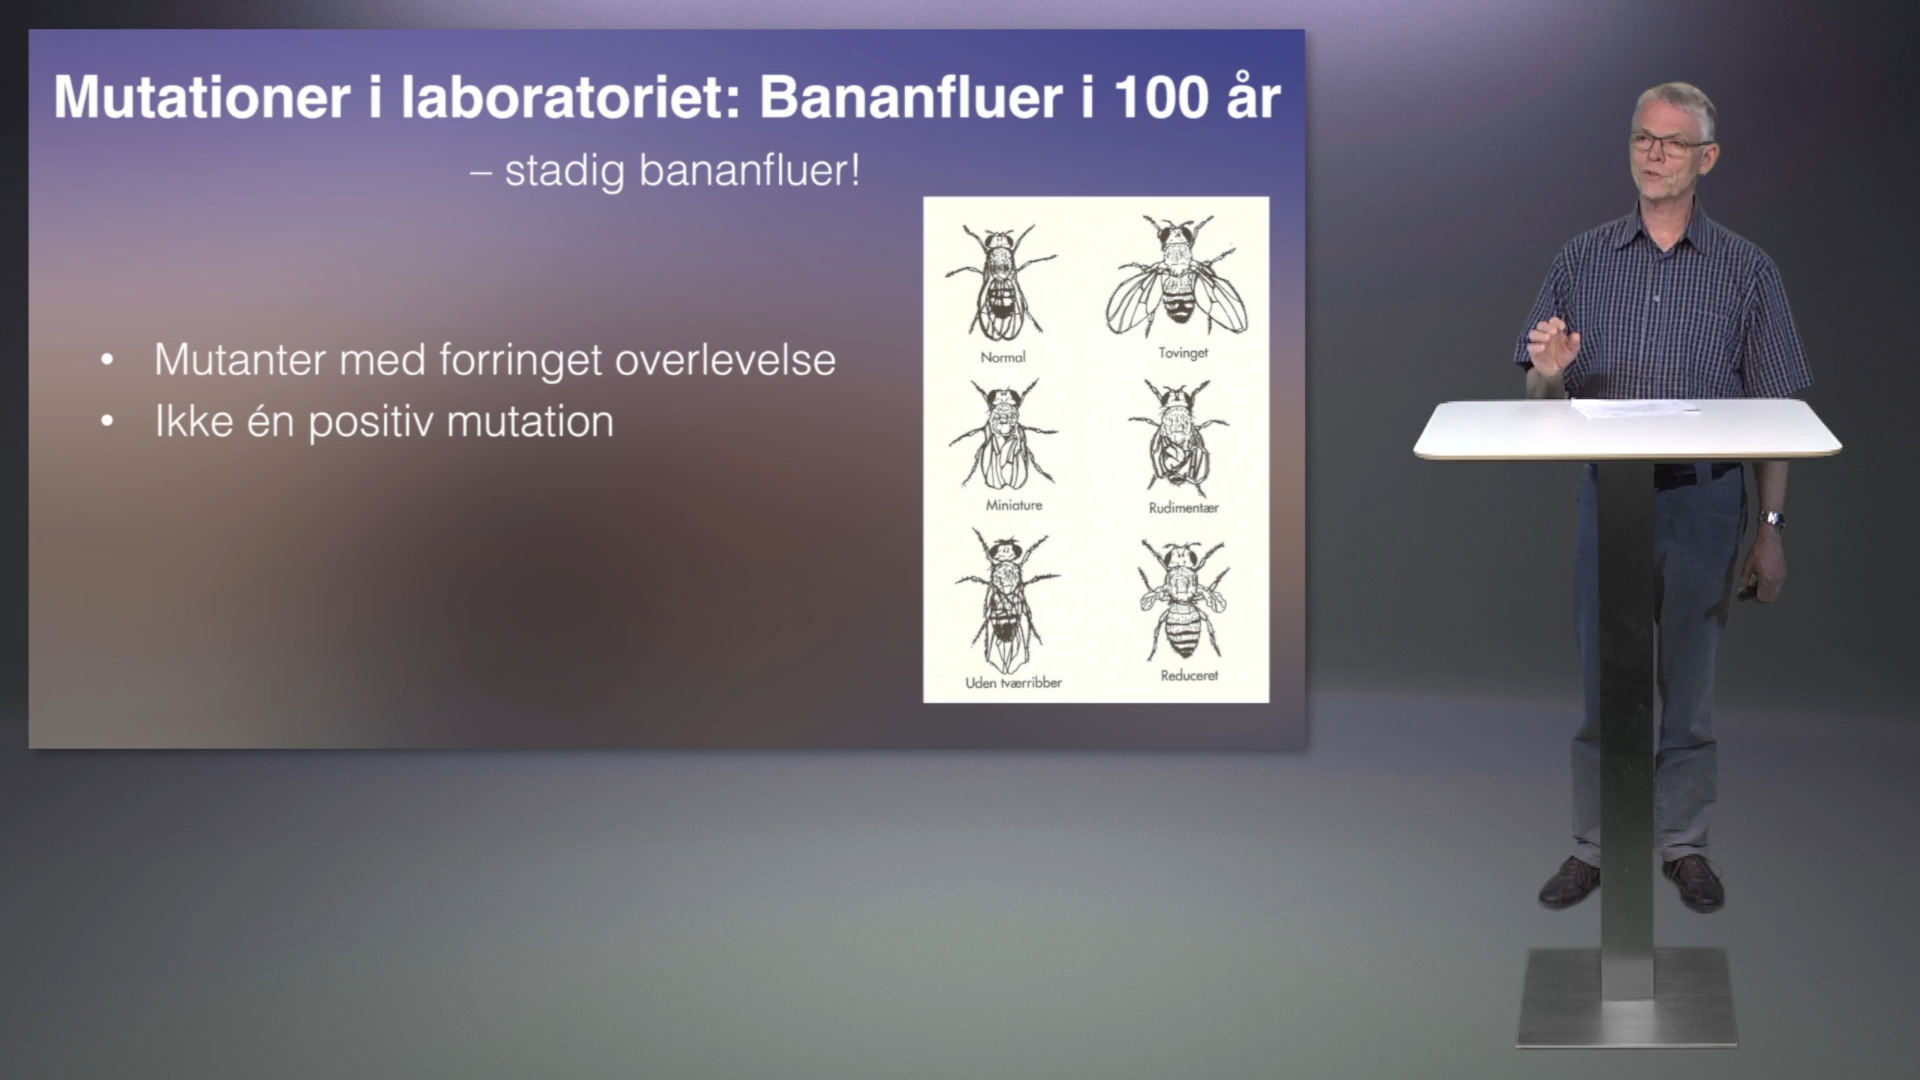 Mutationer i laboratoriet: Bananfluer i 100 år
– stadig bananfluer!
• Mutanter med forringet overlevelse
• Ikke én positiv mutation
Normal
Tovinget
Miniature
Rudimentær
Uden tværribber
Reduceret